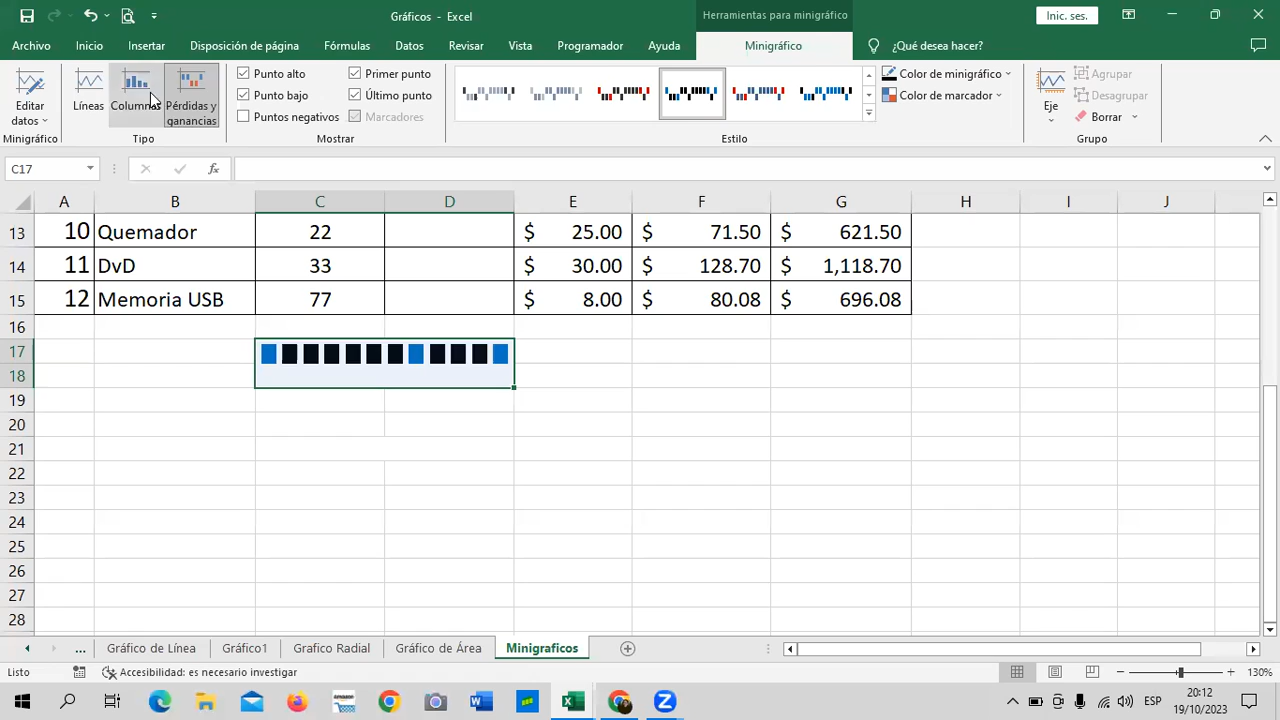 Gráficos - Excel
Herramientas para minigráfico
Inic. ses.
Archivo Inicio Insertar Disposición de página Fórmulas Datos Revisar Vista Programador Ayuda Minigráfico ¿Qué desea hacer?
Editar datos
Líneas
Columnas
Pérdidas y ganancias
Punto alto
Punto bajo
Puntos negativos
Primer punto
Último punto
Marcadores
Color de minigráfico
Color de marcador
Eje
Agrupar
Desagrupar
Borrar
Minigráfico Tipo Mostrar Estilo Grupo
C17 fx
A B C D E F G H I J
13 10 Quemador 22 $ 25.00 $ 71.50 $ 621.50
14 11 DvD 33 $ 30.00 $ 128.70 $ 1,118.70
15 12 Memoria USB 77 $ 8.00 $ 80.08 $ 696.08
16
17
18
19
20
21
22
23
24
25
26
27
28
... Gráfico de Línea Gráfico1 Grafico Radial Gráfico de Área Minigraficos
Listo Accesibilidad: es necesario investigar 130%
ESP 20:12
19/10/2023